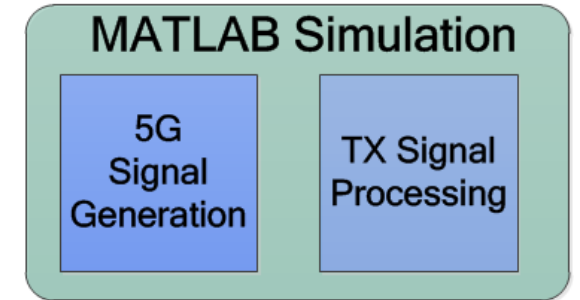 MATLAB Simulation
5G
Signal
Generation
TX Signal
Processing